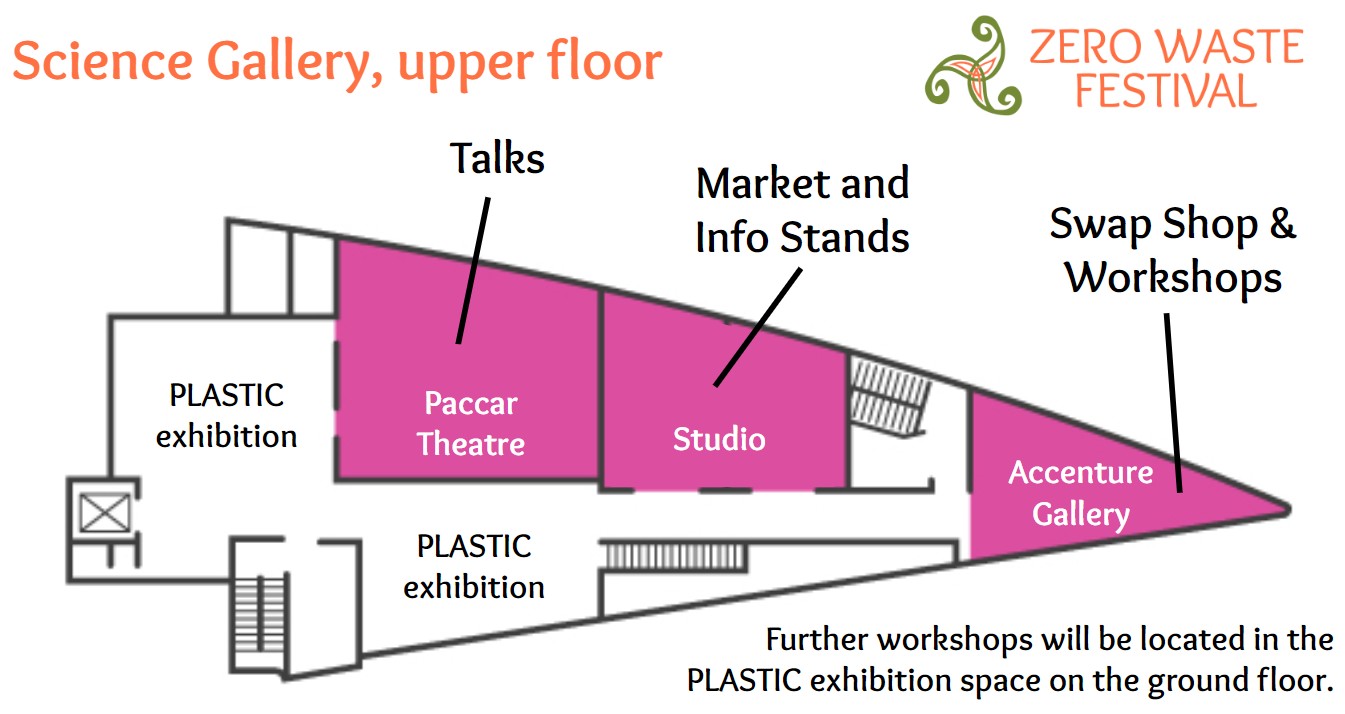 Science Gallery, upper floor
ZERO WASTE
FESTIVAL
Talks
Market and
Info Stands
Swap Shop &
Workshops
PLASTIC
exhibition
Paccar
Theatre
Studio
Accenture
Gallery
PLASTIC
exhibition
Further workshops will be located in the
PLASTIC exhibition space on the ground floor.